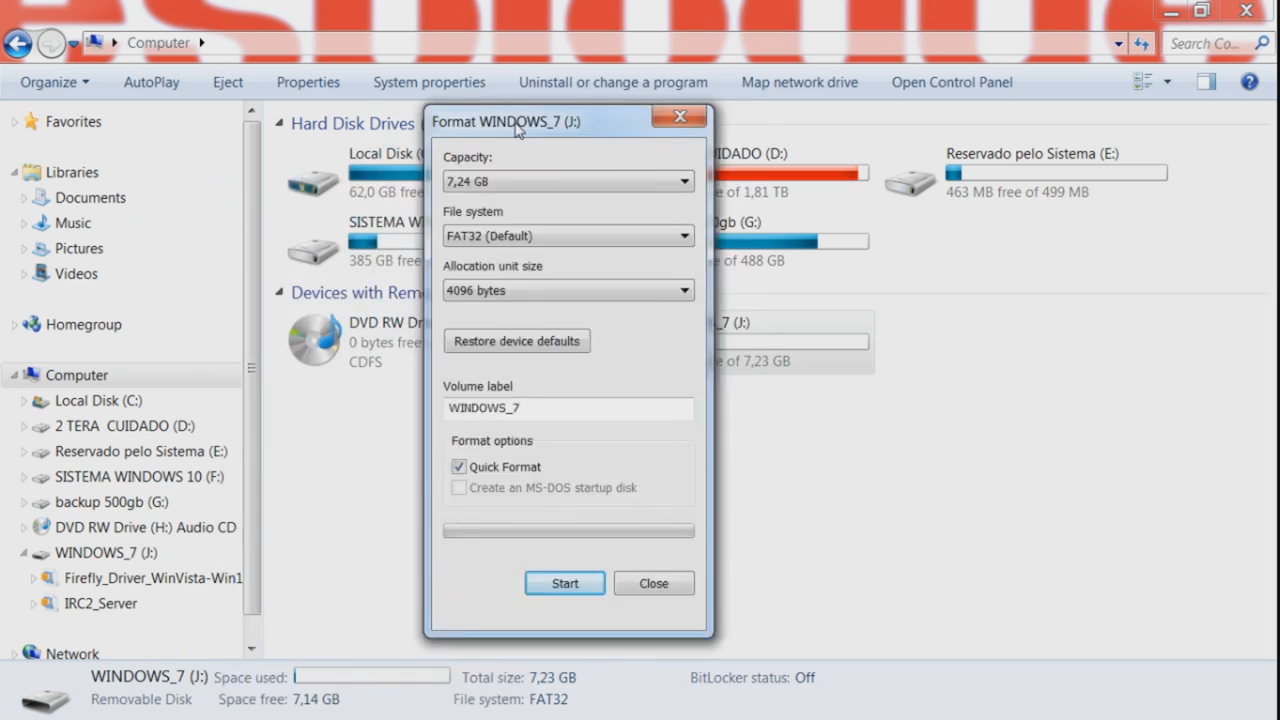 Computer
Search Co...
Organize
AutoPlay
Eject
Properties
System properties
Uninstall or change a program
Map network drive
Open Control Panel
Favorites
Libraries
Documents
Music
Pictures
Videos
Homegroup
Computer
Local Disk (C:)
2 TERA CUIDADO (D:)
Reservado pelo Sistema (E:)
SISTEMA WINDOWS 10 (F:)
backup 500gb (G:)
DVD RW Drive (H:) Audio CD
WINDOWS_7 (J:)
Firefly_Driver_WinVista-Win1
IRC2_Server
Network
Hard Disk Drives (
Local Disk (
62,0 GB free
SISTEMA WI
385 GB free
Devices with Rem
DVD RW Dr
0 bytes free
CDFS
Format WINDOWS_7 (J:)
Capacity:
7,24 GB
File system
FAT32 (Default)
Allocation unit size
4096 bytes
Restore device defaults
Volume label
WINDOWS_7
Format options
Quick Format
Create an MS-DOS startup disk
Start
Close
UIDADO (D:)
e of 1,81 TB
0gb (G:)
of 488 GB
_7 (J:)
e of 7,23 GB
Reservado pelo Sistema (E:)
463 MB free of 499 MB
WINDOWS_7 (J:)
Removable Disk
Space used:
Space free: 7,14 GB
Total size: 7,23 GB
File system: FAT32
BitLocker status: Off